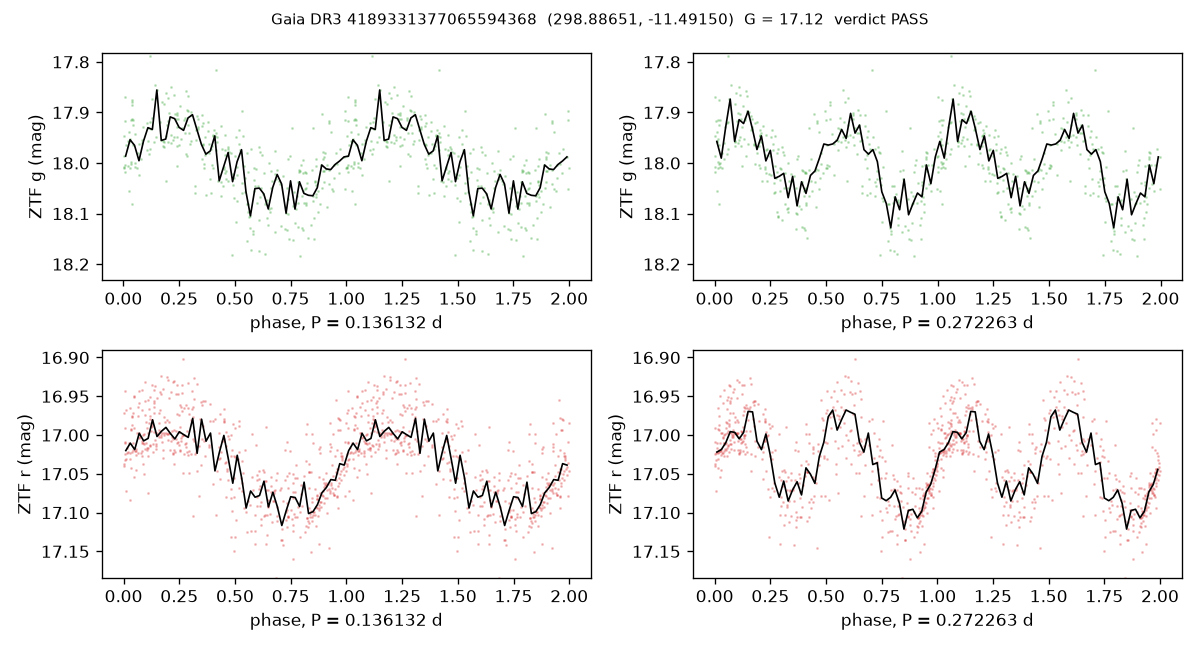 Gaia DR3 4189331377065594368  (298.88651, -11.49150)  G = 17.12  verdict PASS
ZTF g (mag)
17.8
17.9
18.0
18.1
18.2
0.00 0.25 0.50 0.75 1.00 1.25 1.50 1.75 2.00
phase, P = 0.136132 d
ZTF g (mag)
17.8
17.9
18.0
18.1
18.2
0.00 0.25 0.50 0.75 1.00 1.25 1.50 1.75 2.00
phase, P = 0.272263 d
ZTF r (mag)
16.90
16.95
17.00
17.05
17.10
17.15
0.00 0.25 0.50 0.75 1.00 1.25 1.50 1.75 2.00
phase, P = 0.136132 d
ZTF r (mag)
16.90
16.95
17.00
17.05
17.10
17.15
0.00 0.25 0.50 0.75 1.00 1.25 1.50 1.75 2.00
phase, P = 0.272263 d